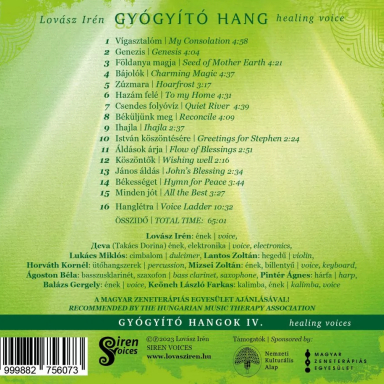 Lovász Irén GYÓGYÍTÓ HANG healing voice
1 Vígasztalóm | My Consolation 4:58
2 Genezis | Genesis 4:04
3 Földanya magja | Seed of Mother Earth 4:21
4 Bájolók | Charming Magic 4:37
5 Zúzmara | Hoarfrost 3:17
6 Hazám felé | To my Home 4:31
7 Csendes folyóvíz | Quiet River 4:39
8 Béküljünk meg | Reconcile 4:09
9 Ihajla | Ihajla 2:37
10 István köszöntésére | Greetings for Stephen 2:24
11 Áldások árja | Flow of Blessings 2:51
12 Köszöntők | Wishing well 2:16
13 János áldás | John's Blessing 2:34
14 Békességet | Hymn for Peace 3:44
15 Minden jót | All the Best 3:27
16 Hanglétra | Voice Ladder 10:32
ÖSSZIDŐ | TOTAL TIME: 65:01
Lovász Irén: ének | voice,
Дeva (Takács Dorina) ének, elektronika | voice, electronics,
Lukács Miklós: cimbalom | dulcimer, Lantos Zoltán: hegedű | violin,
Horváth Kornél: ütőhangszerek | percussion, Mizsei Zoltán: ének, billentyű | voice, keyboard,
Ágoston Béla: basszusklarinét, szaxofon | bass clarinet, saxophone, Pintér Ágnes: hárfa | harp,
Balázs Gergely: ének | voice, Keönch László Farkas: kalimba, ének | kalimba, voice
A MAGYAR ZENETERÁPIÁS EGYESÜLET AJÁNLÁSÁVAL!
RECOMMENDED BY THE HUNGARIAN MUSIC THERAPY ASSOCIATION
GYÓGYÍTÓ HANGOK IV. healing voices
999882 756073
Siren Voices
©℗2023 Lovász Irén
SIREN VOICES
www.lovasziren.hu
Támogatók | Sponsored by:
Nemzeti
Kulturális
Alap
MAGYAR
ZENETERÁPIÁS
EGYESÜLET